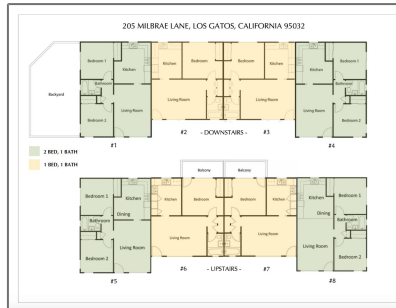 205 MILBRAE LANE, LOS GATOS, CALIFORNIA 95032
Bedroom 1
Kitchen
Kitchen
Bedroom
Bedroom
Kitchen
Kitchen
Bedroom 1
Bathroom
Bathroom
Backyard
Living Room
Living Room
Living Room
Living Room
Bedroom 2
Bedroom 2
#1
#2
- DOWNSTAIRS -
#3
#4
2 BED, 1 BATH
1 BED, 1 BATH
Balcony
Balcony
Bedroom 1
Kitchen
Kitchen
Bedroom
Bedroom
Kitchen
Kitchen
Bedroom 1
Dining
Dining
Bathroom
Bathroom
Living Room
Living Room
Living Room
Living Room
Bedroom 2
Bedroom 2
#5
#6
- UPSTAIRS -
#7
#8